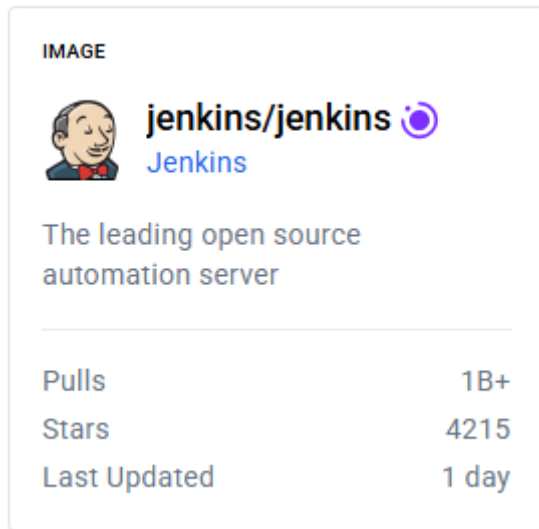 IMAGE
jenkins/jenkins
Jenkins
The leading open source
automation server
Pulls 1B+
Stars 4215
Last Updated 1 day